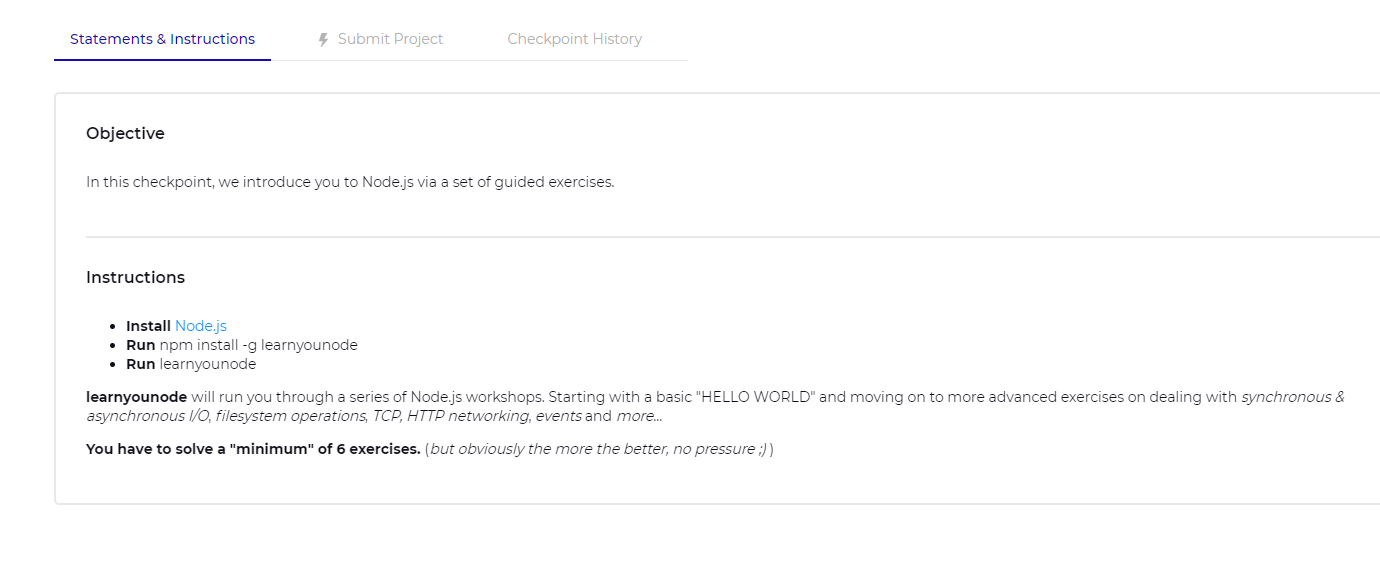 Statements & Instructions
Submit Project
Checkpoint History
Objective
In this checkpoint, we introduce you to Node.js via a set of guided exercises.
Instructions
Install Node.js
Run npm install -g learnyounode
Run learnyounode
learnyounode will run you through a series of Node.js workshops. Starting with a basic "HELLO WORLD" and moving on to more advanced exercises on dealing with synchronous &
asynchronous I/O, filesystem operations, TCP, HTTP networking, events and more...
You have to solve a "minimum" of 6 exercises. (but obviously the more the better, no pressure ;) )